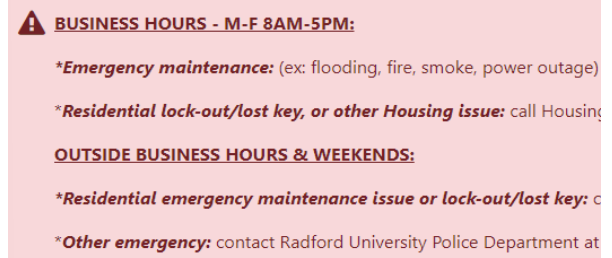 BUSINESS HOURS - M-F 8AM-5PM:
*Emergency maintenance: (ex: flooding, fire, smoke, power outage)
*Residential lock-out/lost key, or other Housing issue: call Housing
OUTSIDE BUSINESS HOURS & WEEKENDS:
*Residential emergency maintenance issue or lock-out/lost key:
*Other emergency: contact Radford University Police Department at